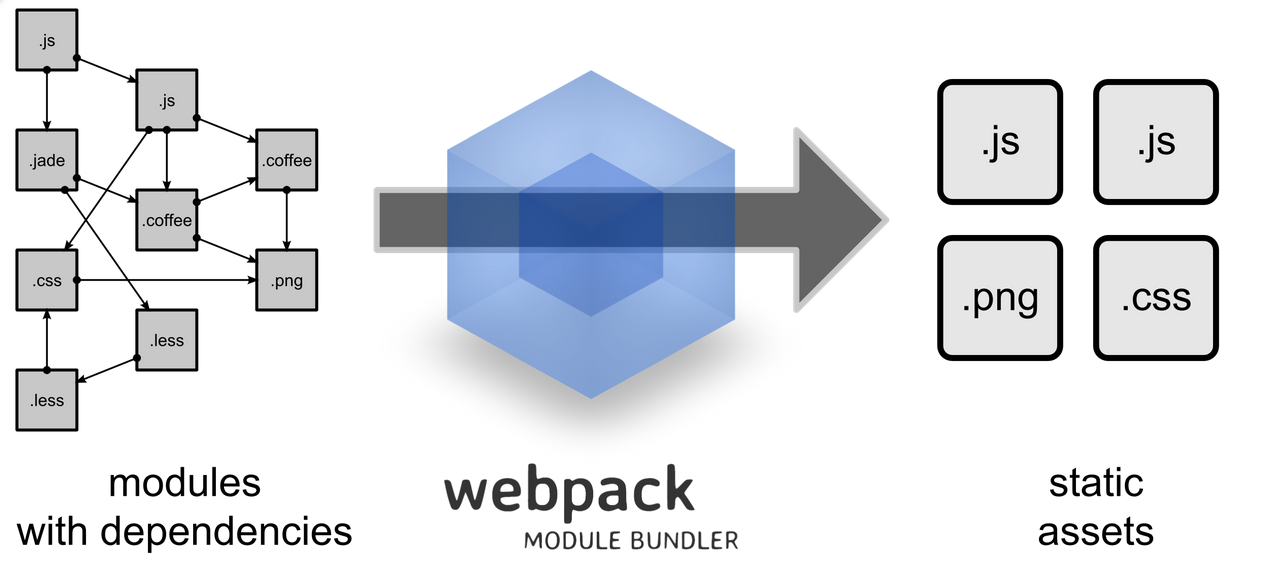 .js
.js
.jade
.coffee
.coffee
.css
.png
.less
.less
modules
with dependencies
webpack
MODULE BUNDLER
.js
.js
.png
.css
static
assets